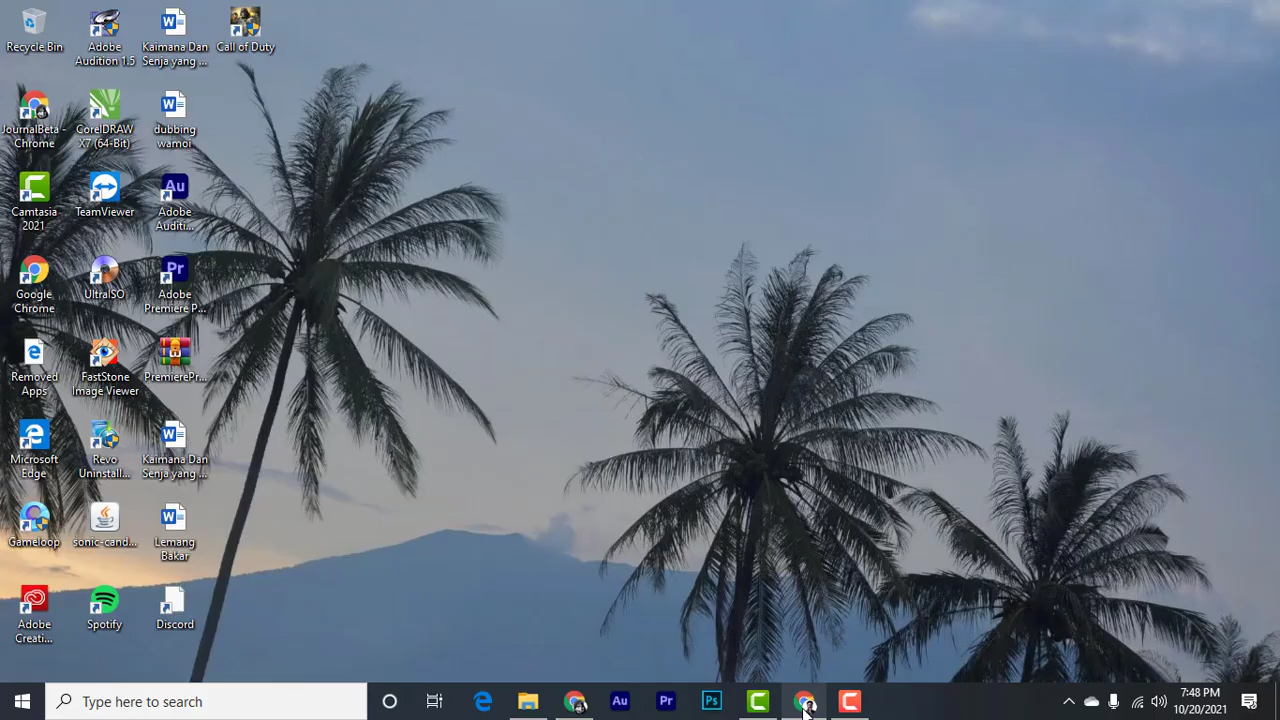 Recycle Bin
Adobe
Audition 1.5
Kaimana Dan
Senja yang ...
Call of Duty
JournalBeta -
Chrome
CorelDRAW
X7 (64-Bit)
dubbing
wamoi
Camtasia
2021
TeamViewer
Adobe
Auditi...
Google
Chrome
UltraISO
Adobe
Premiere P...
Removed
Apps
FastStone
Image Viewer
PremierePr...
Microsoft
Edge
Revo
Uninstall...
Kaimana Dan
Senja yang ...
Gameloop
sonic-cand...
Lemang
Bakar
Adobe
Creati...
Spotify
Discord
Type here to search
Au
Pr
Ps
7:48 PM
10/20/2021